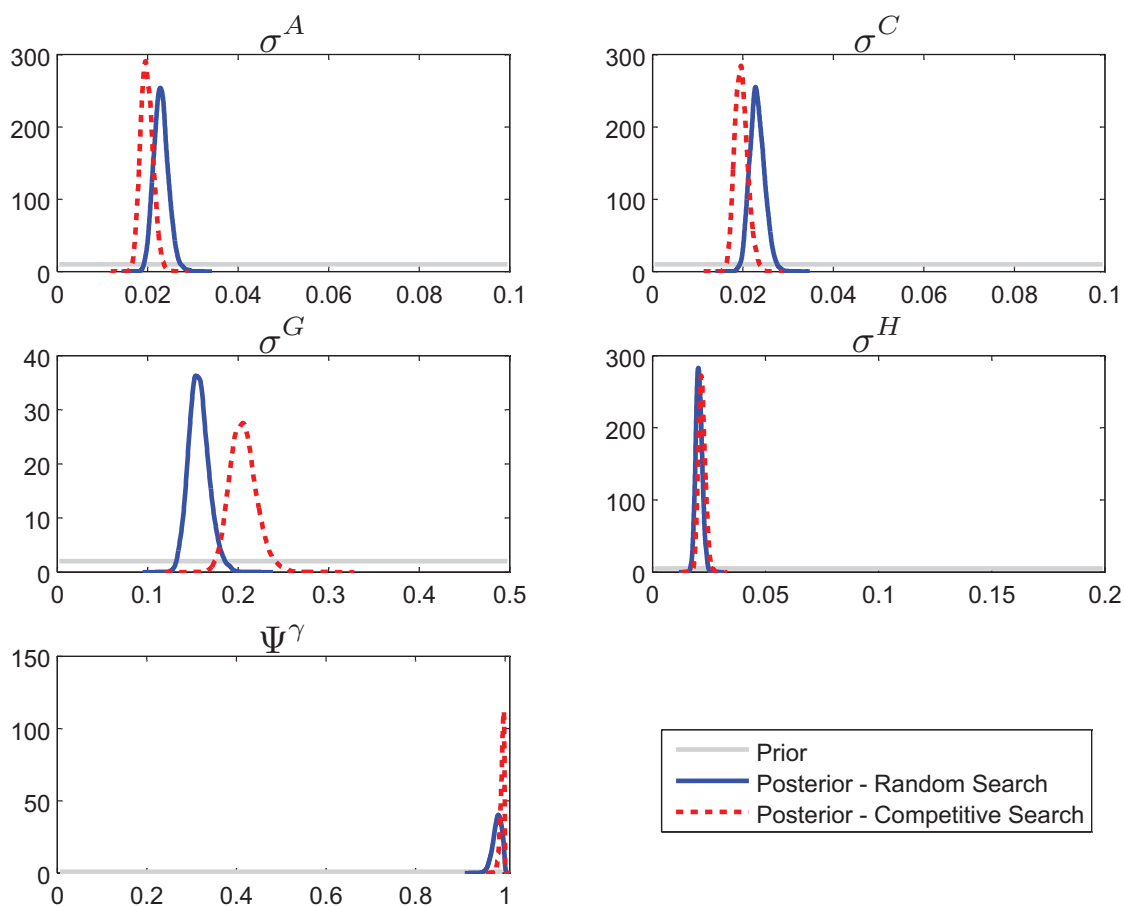 σ^A
300
200
100
0
0 0.02 0.04 0.06 0.08 0.1
σ^C
300
200
100
0
0 0.02 0.04 0.06 0.08 0.1
σ^G
40
30
20
10
0
0 0.1 0.2 0.3 0.4 0.5
σ^H
300
200
100
0
0 0.05 0.1 0.15 0.2
Ψ^γ
150
100
50
0
0 0.2 0.4 0.6 0.8 1
Prior
Posterior - Random Search
Posterior - Competitive Search